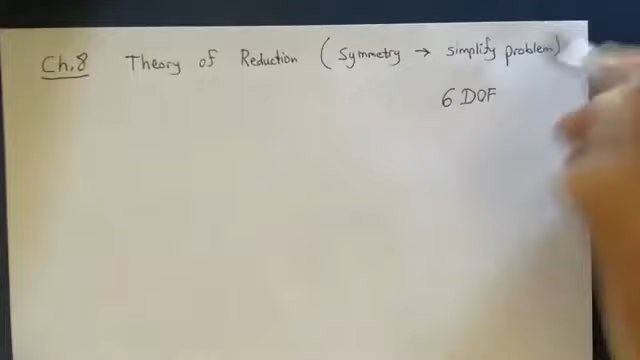 Ch.8 Theory of Reduction (Symmetry → simplify problem)
6 DOF